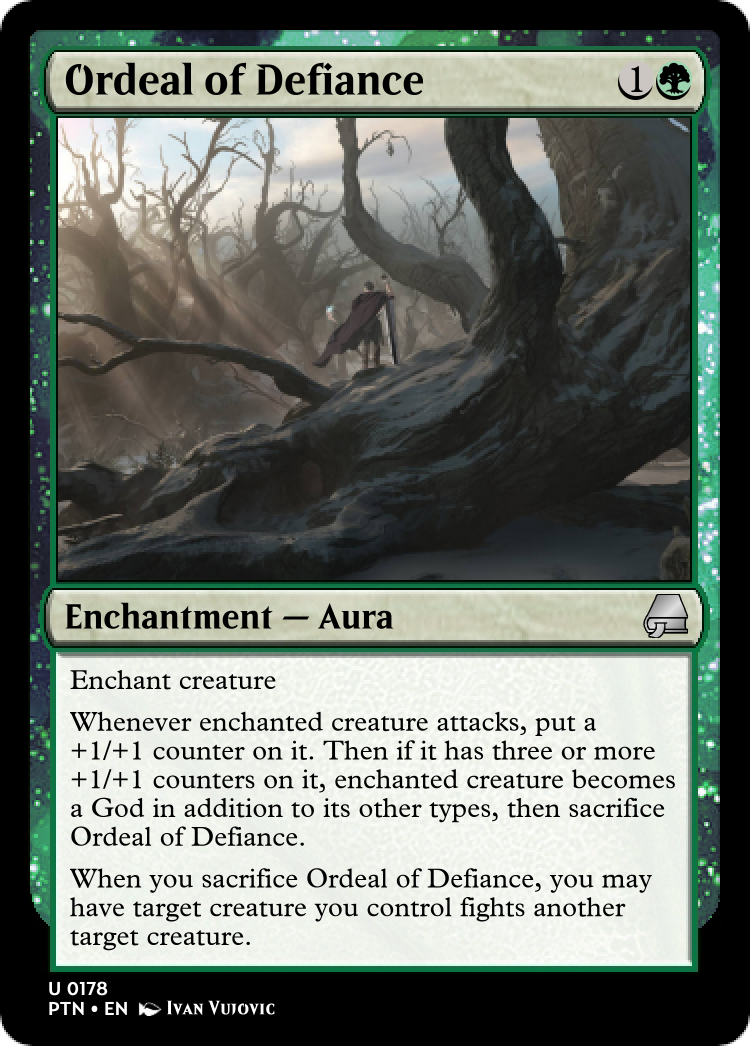 Ordeal of Defiance 1
Enchantment — Aura
Enchant creature
Whenever enchanted creature attacks, put a
+1/+1 counter on it. Then if it has three or more
+1/+1 counters on it, enchanted creature becomes
a God in addition to its other types, then sacrifice
Ordeal of Defiance.
When you sacrifice Ordeal of Defiance, you may
have target creature you control fights another
target creature.
U 0178
PTN • EN Ivan Vujovic